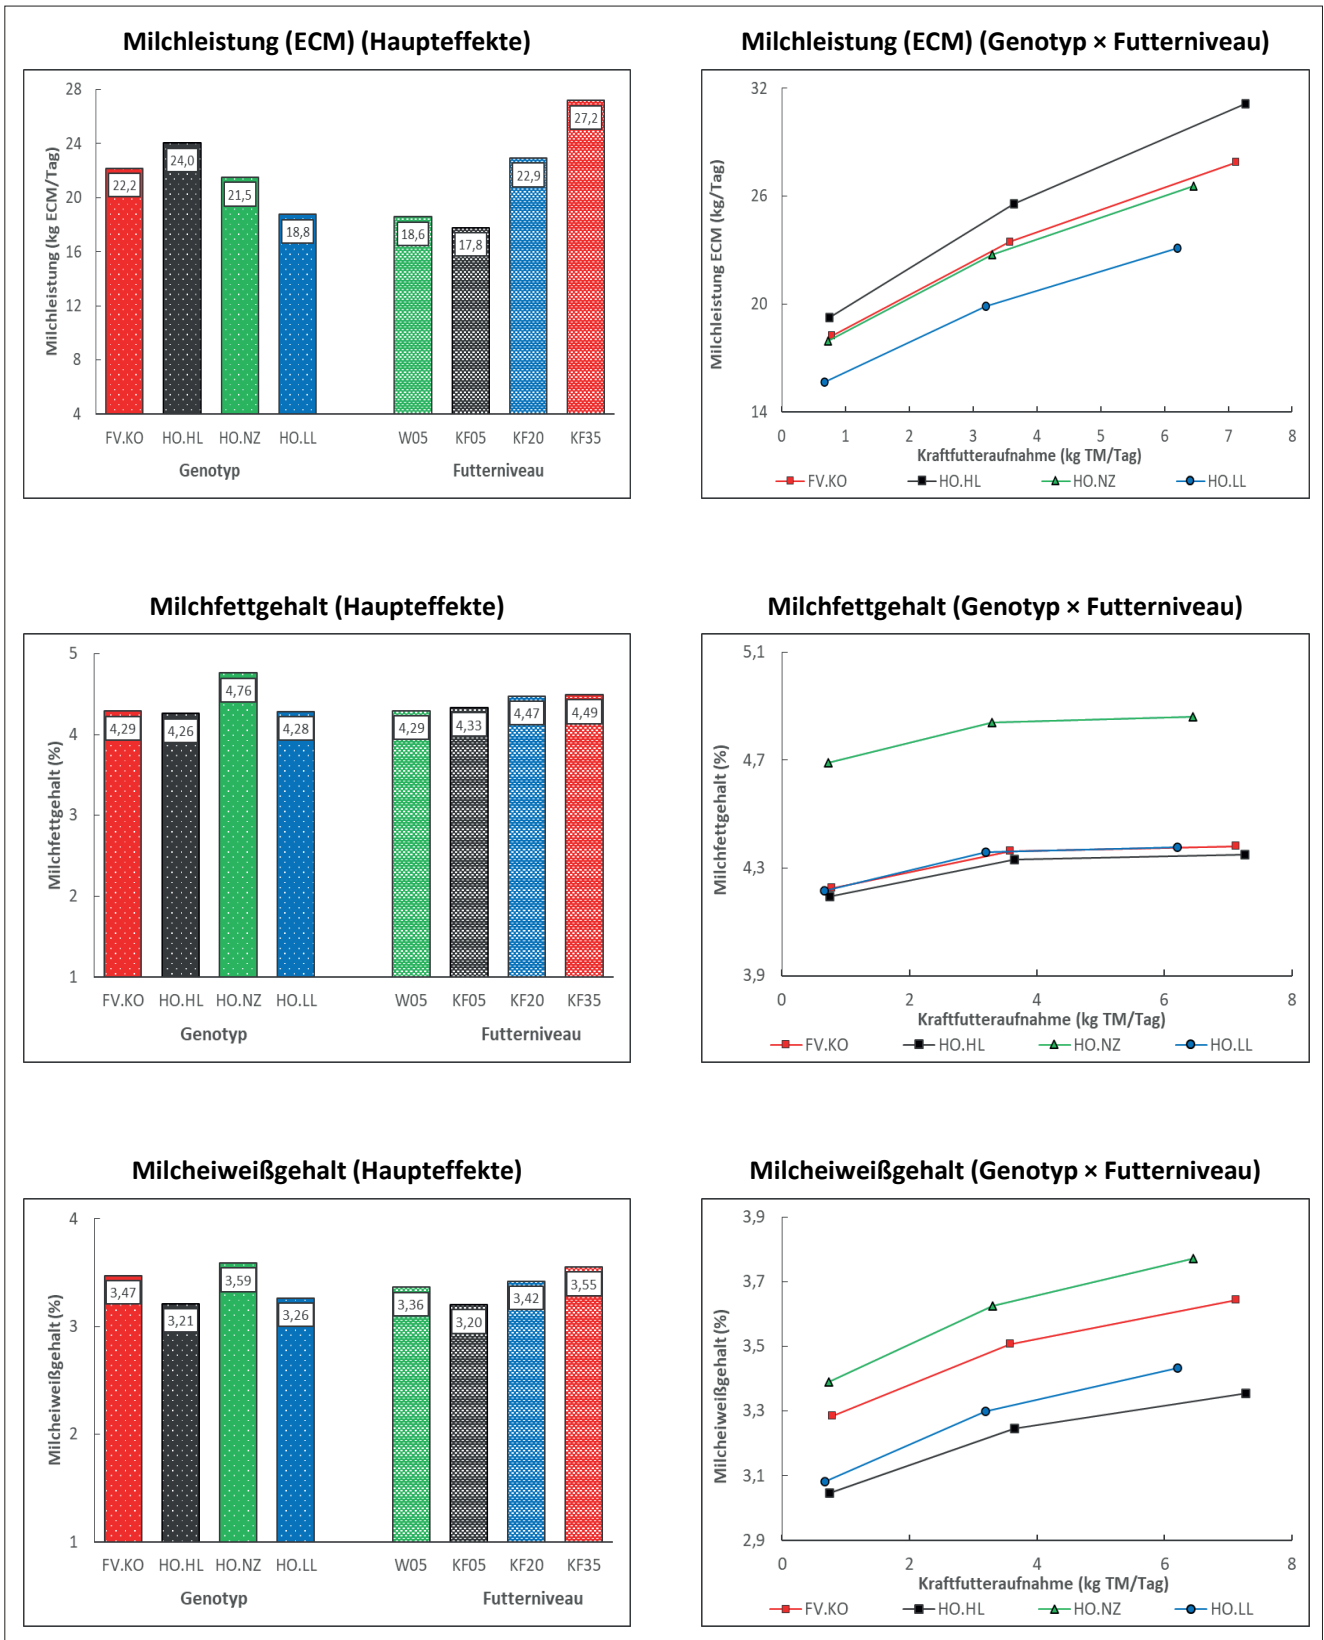 Milchleistung (ECM) (Haupteffekte)
Milchleistung (kg ECM/Tag)
28
24
20
16
12
8
4
22,2
24,0
21,5
18,8
18,6
17,8
22,9
27,2
FV.KO HO.HL HO.NZ HO.LL W05 KF05 KF20 KF35
Genotyp Futterniveau
Milchleistung (ECM) (Genotyp × Futterniveau)
Milchleistung ECM (kg/Tag)
32
26
20
14
0 1 2 3 4 5 6 7 8
Kraftfutteraufnahme (kg TM/Tag)
FV.KO HO.HL HO.NZ HO.LL
Milchfettgehalt (Haupteffekte)
Milchfettgehalt (%)
5
4
3
2
1
4,29
4,26
4,76
4,28
4,29
4,33
4,47
4,49
FV.KO HO.HL HO.NZ HO.LL W05 KF05 KF20 KF35
Genotyp Futterniveau
Milchfettgehalt (Genotyp × Futterniveau)
Milchfettgehalt (%)
5,1
4,7
4,3
3,9
0 2 4 6 8
Kraftfutteraufnahme (kg TM/Tag)
FV.KO HO.HL HO.NZ HO.LL
Milcheiweißgehalt (Haupteffekte)
Milcheiweißgehalt (%)
4
3
2
1
3,47
3,21
3,59
3,26
3,36
3,20
3,42
3,55
FV.KO HO.HL HO.NZ HO.LL W05 KF05 KF20 KF35
Genotyp Futterniveau
Milcheiweißgehalt (Genotyp × Futterniveau)
Milcheiweißgehalt (%)
3,9
3,7
3,5
3,3
3,1
2,9
0 2 4 6 8
Kraftfutteraufnahme (kg TM/Tag)
FV.KO HO.HL HO.NZ HO.LL